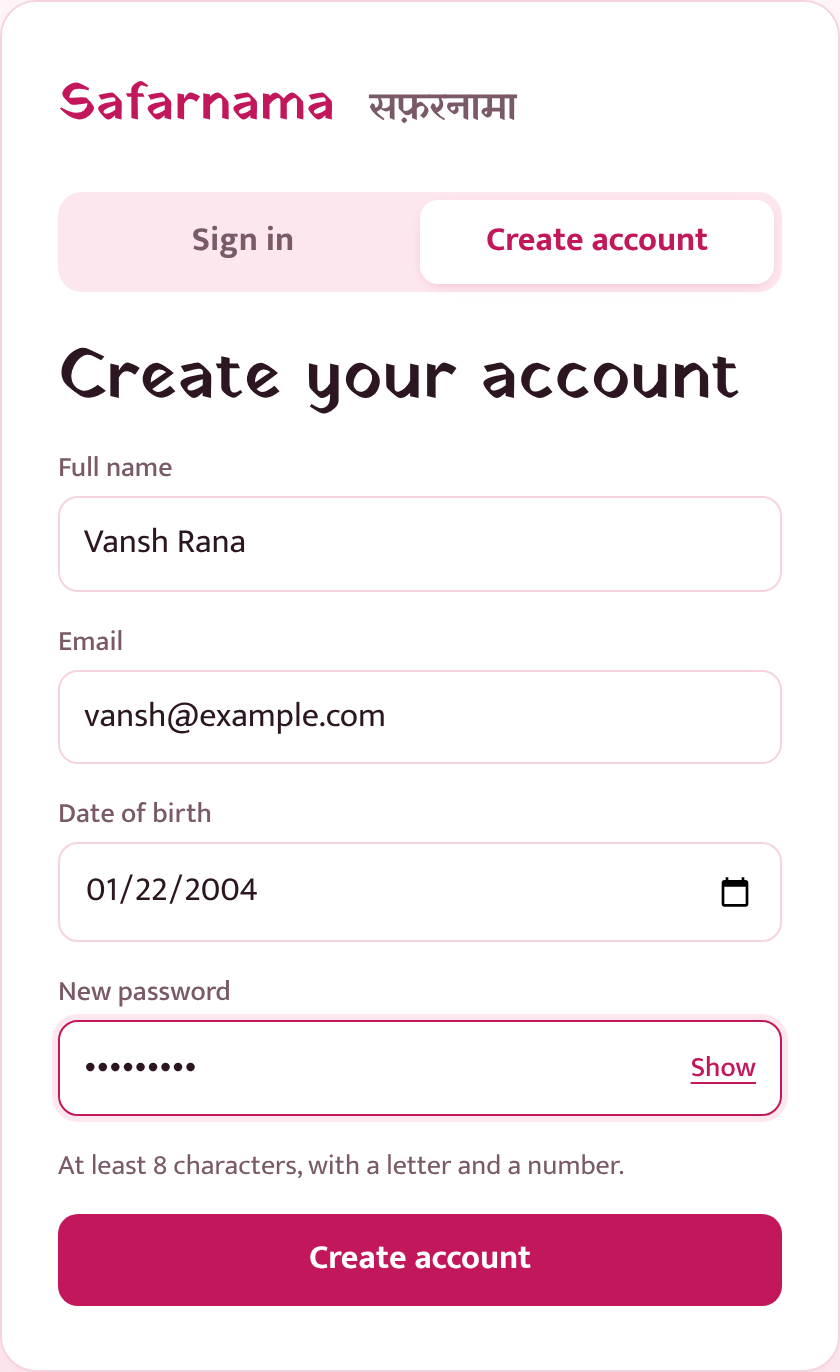 Safarnama सफ़रनामा
Sign in Create account
Create your account
Full name
Vansh Rana
Email
vansh@example.com
Date of birth
01/22/2004
New password
••••••••• Show
At least 8 characters, with a letter and a number.
Create account